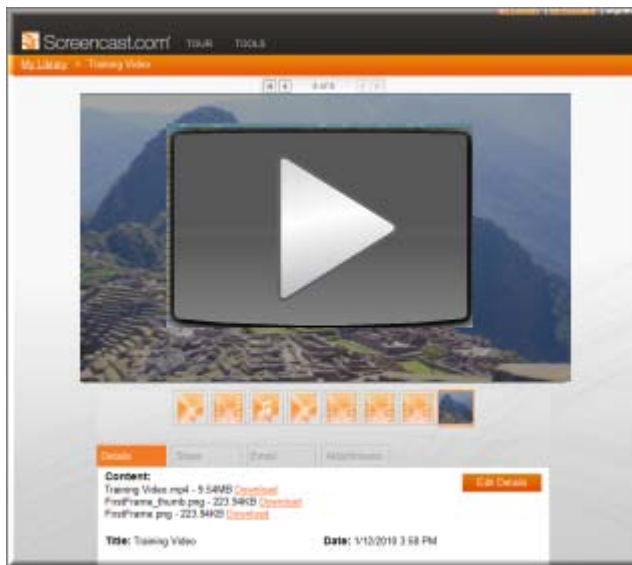 Screencast.com TOUR TOOLS
My Library > Training Video
Details Share Email Attachments
Content:
Training Video.mp4 - 9.54MB Download
FirstFrame_thumb.png - 223.94KB Download
FirstFrame.png - 223.94KB Download
Edit Details
Title: Training Video Date: 1/12/2010 3:58 PM